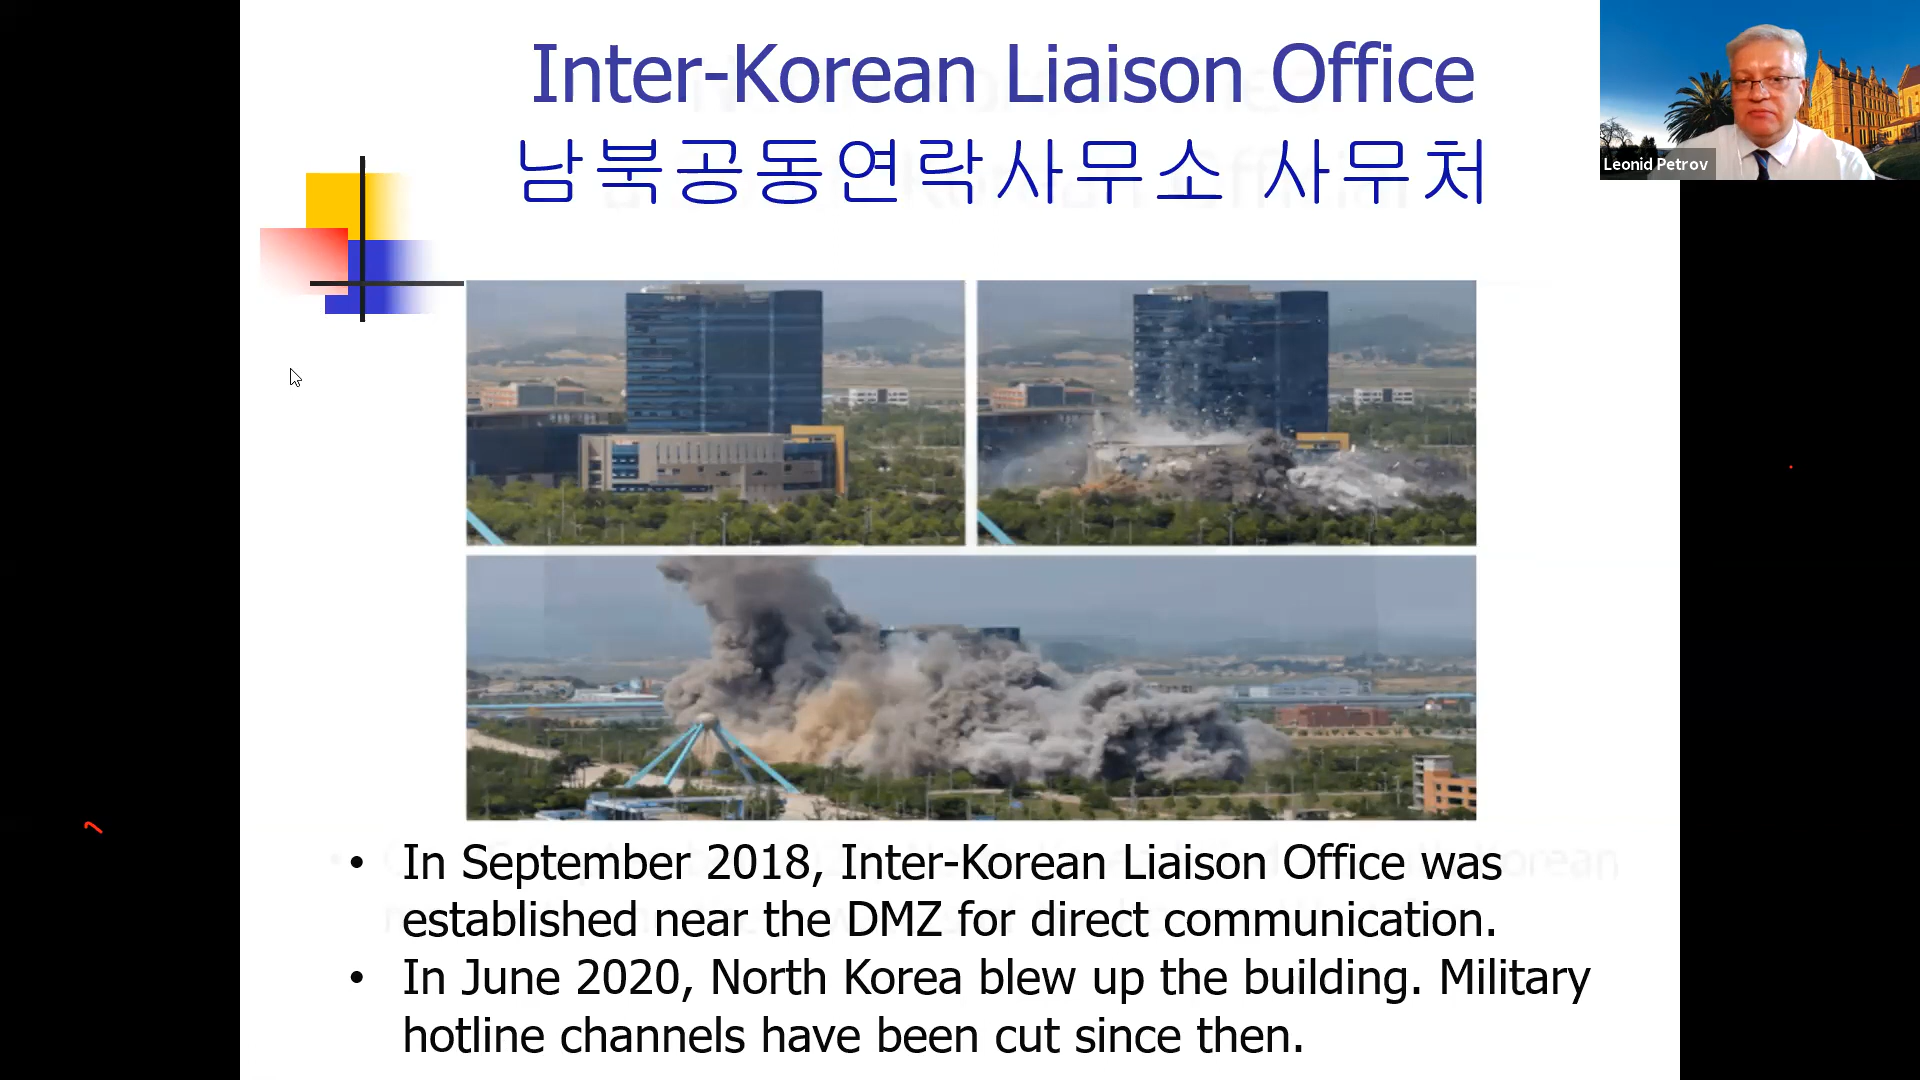 Inter-Korean Liaison Office
남북공동연락사무소 사무처
Leonid Petrov
• In September 2018, Inter-Korean Liaison Office was
established near the DMZ for direct communication.
• In June 2020, North Korea blew up the building. Military
hotline channels have been cut since then.